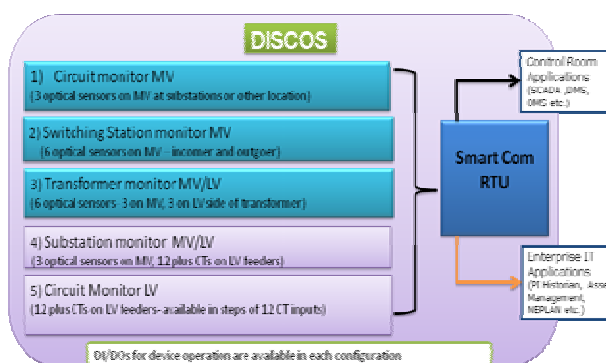 DISCOS
1) Circuit monitor MV
(3 optical sensors on MV at substations or other location)
2) Switching Station monitor MV
(6 optical sensors on MV – incomer and outgoer)
3) Transformer monitor MV/LV
(6 optical sensors- 3 on MV, 3 on LV side of transformer)
4) Substation monitor MV/LV
(3 optical sensors on MV, 12 plus CTs on LV feeders)
5) Circuit Monitor LV
(12 plus CTs on LV feeders- available in steps of 12 CT inputs)
DI/DOs for device operation are available in each configuration
Smart Com
RTU
Control Room
Applications
(SCADA ,DMS,
OMS etc.)
Enterprise IT
Applications
(PI Historian, Asse
Management,
NEPLAN etc.)